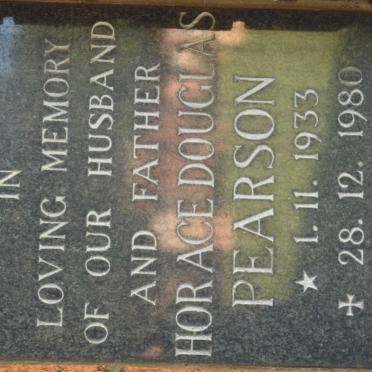 IN
LOVING MEMORY
OF OUR HUSBAND
AND FATHER
HORACE DOUGLAS
PEARSON
★ 1. 11. 1933
✠ 28. 12. 1980